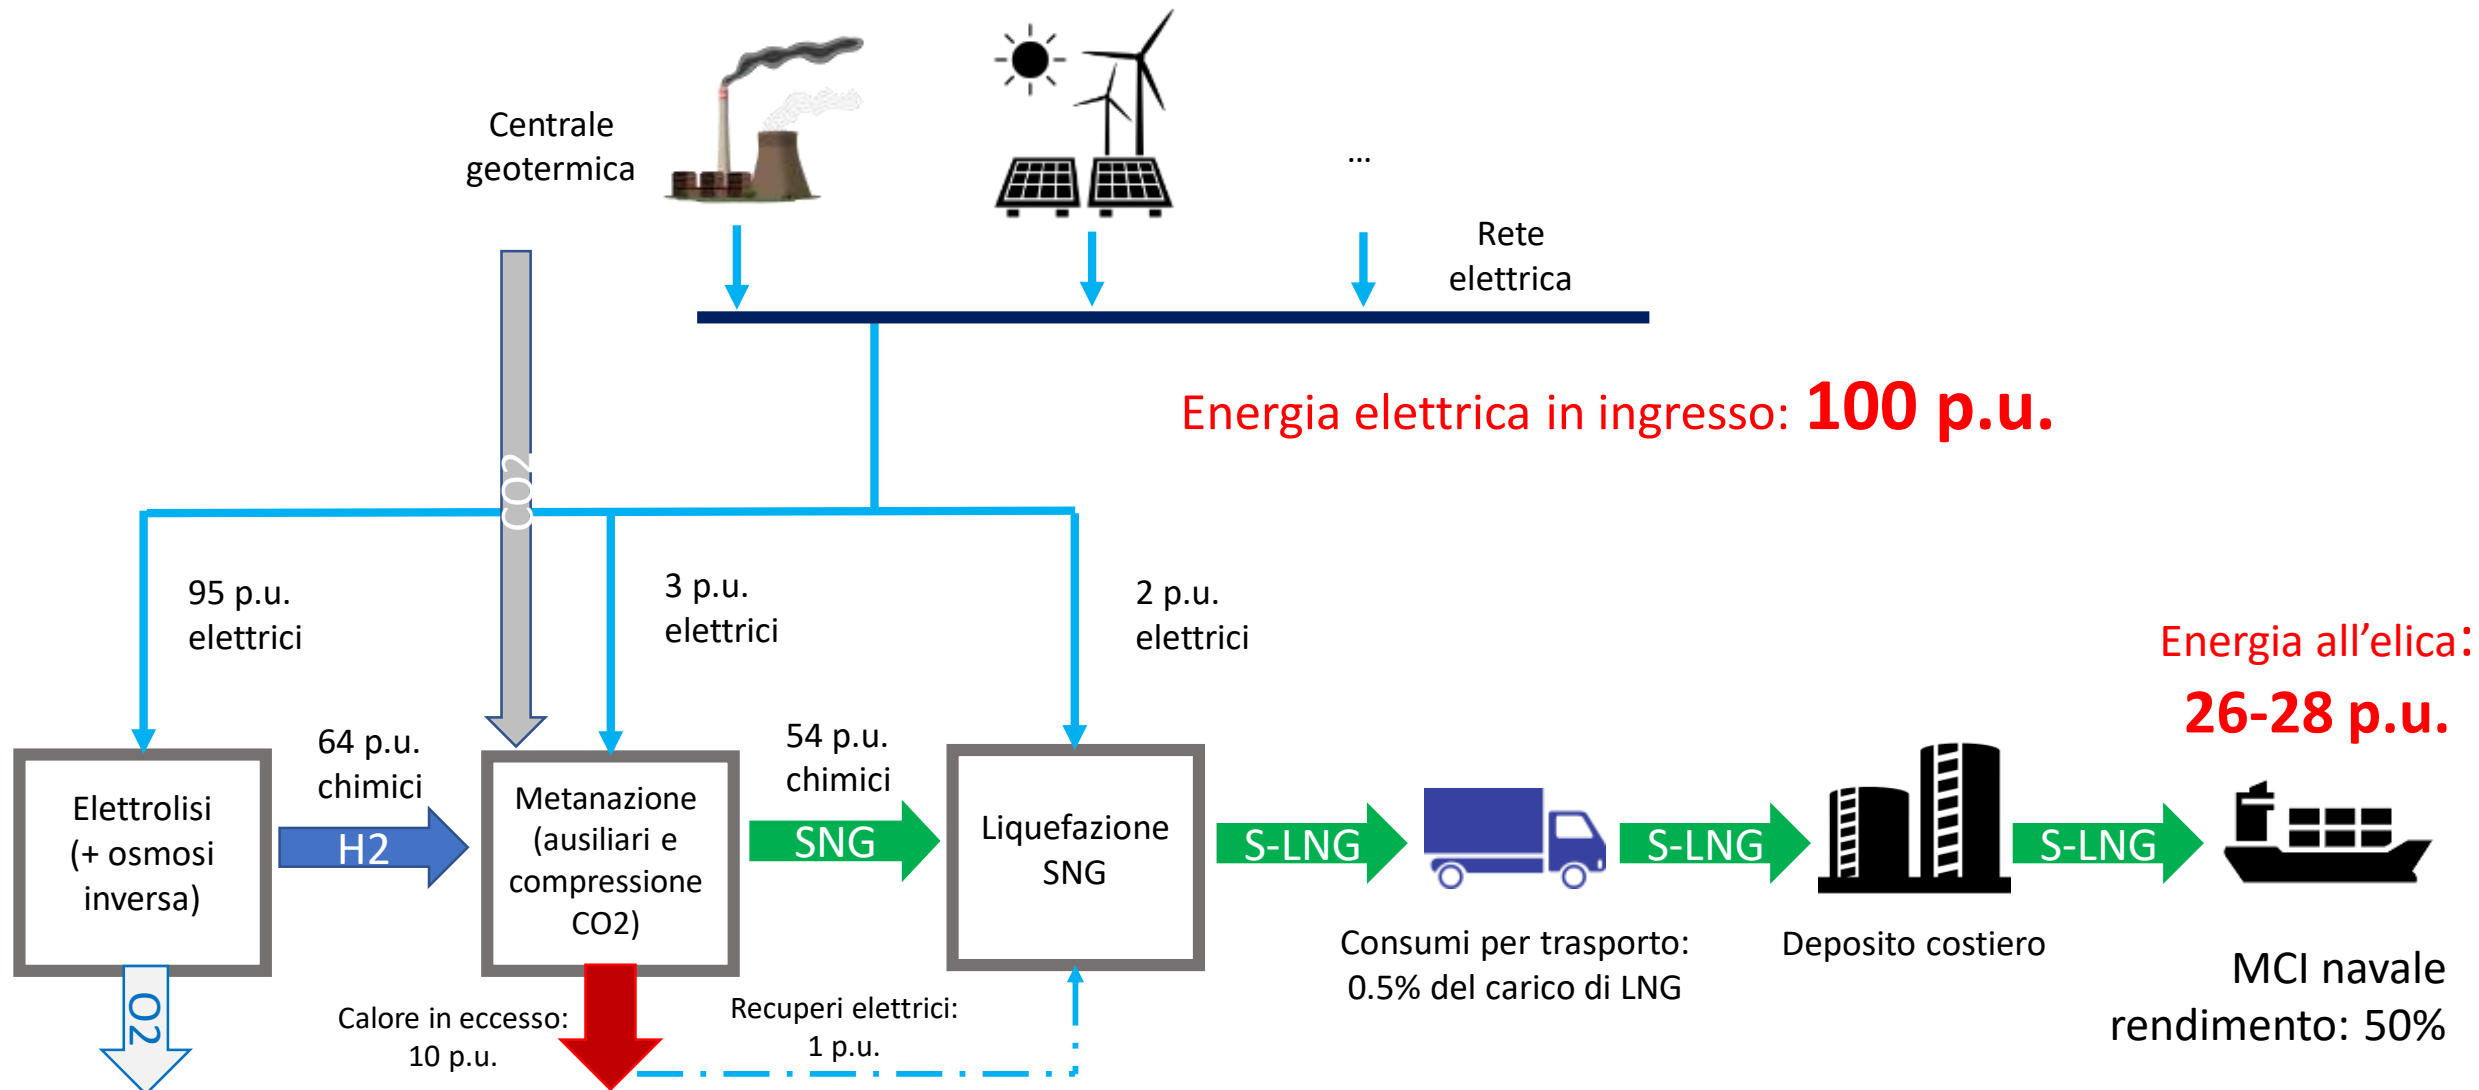 Centrale
geotermica
...
Rete
elettrica
Energia elettrica in ingresso: 100 p.u.
CO2
95 p.u.
elettrici
3 p.u.
elettrici
2 p.u.
elettrici
Energia all’elica:
26-28 p.u.
64 p.u.
chimici
54 p.u.
chimici
Elettrolisi
(+ osmosi
inversa)
H2
Metanazione
(ausiliari e
compressione
CO2)
SNG
Liquefazione
SNG
S-LNG
S-LNG
S-LNG
Consumi per trasporto:
0.5% del carico di LNG
Deposito costiero
MCI navale
rendimento: 50%
O2
Calore in eccesso:
10 p.u.
Recuperi elettrici:
1 p.u.